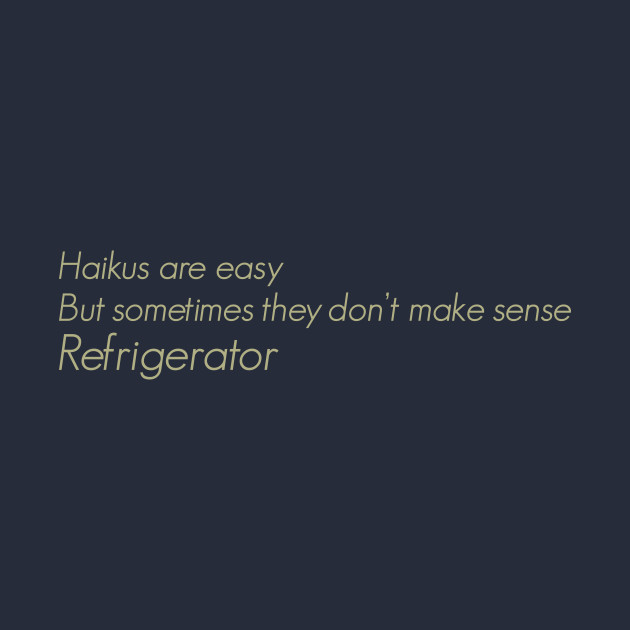 Haikus are easy
But sometimes they don't make sense
Refrigerator